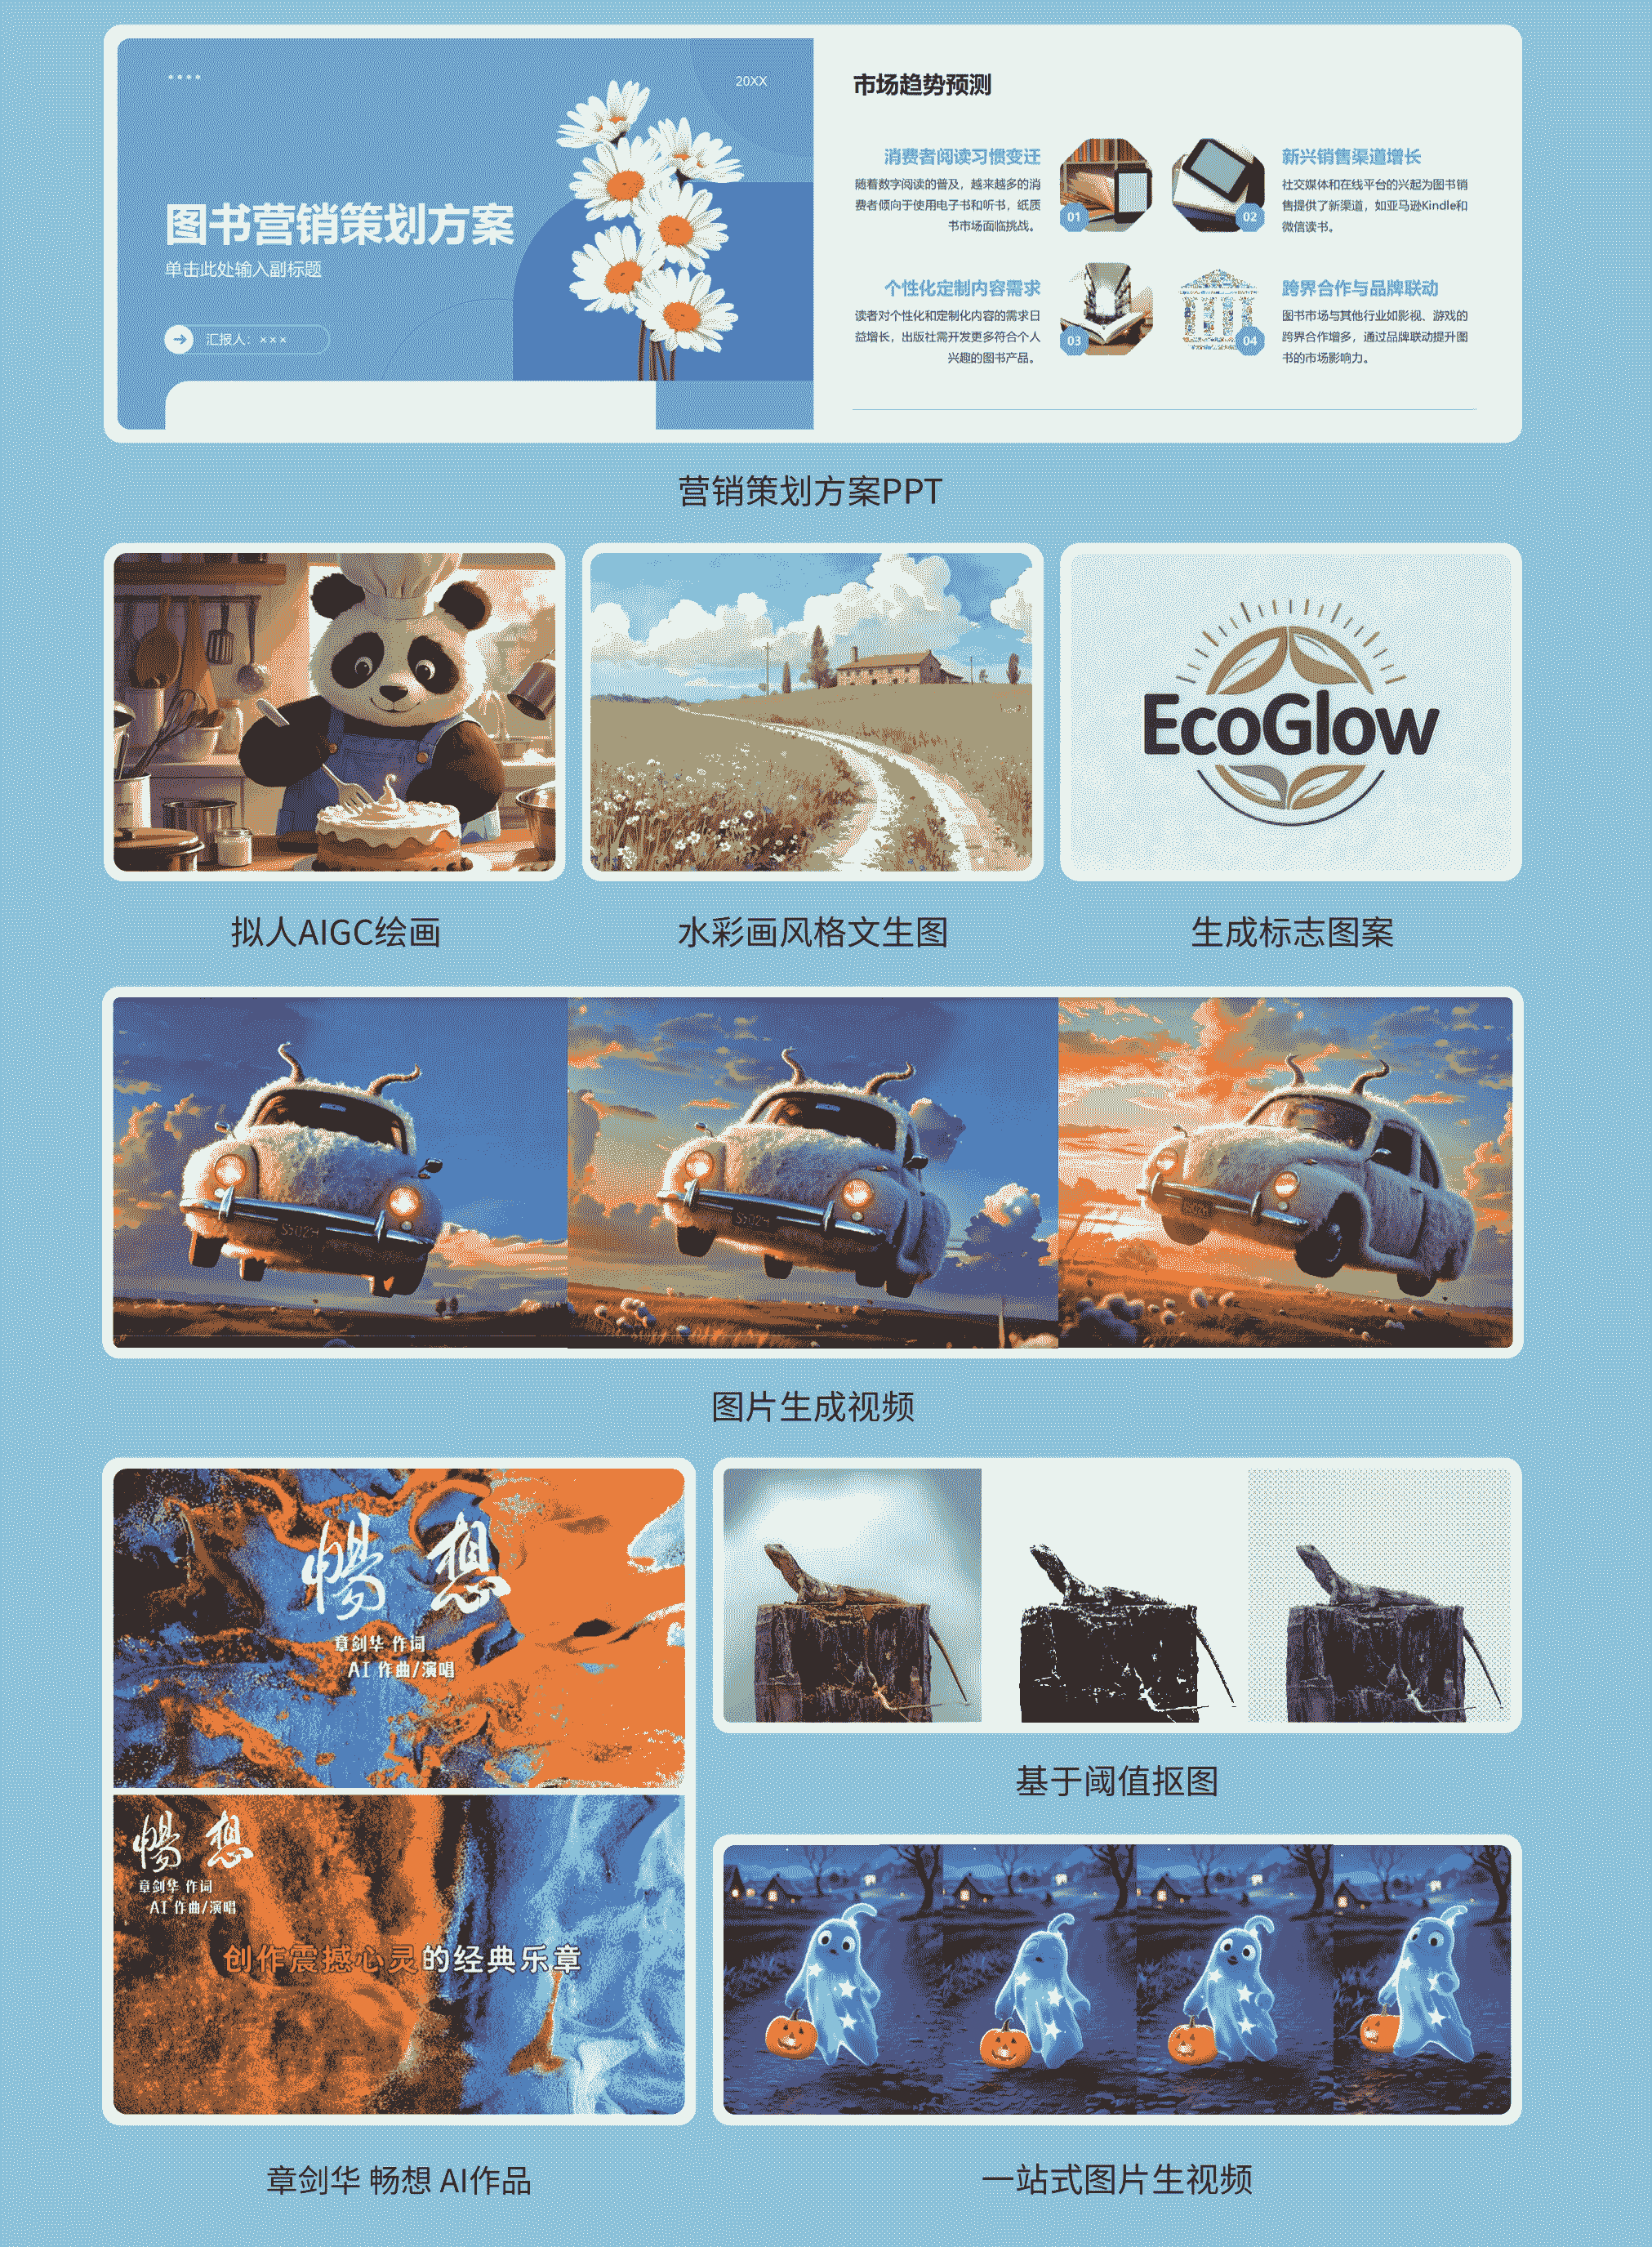 20XX
图书营销策划方案
单击此处输入副标题
汇报人：×××
市场趋势预测
消费者阅读习惯变迁
随着数字阅读的普及，越来越多的消
费者倾向于使用电子书和听书，纸质
书市场面临挑战。
01
02
新兴销售渠道增长
社交媒体和在线平台的兴起为图书销
售提供了新渠道，如亚马逊Kindle和
微信读书。
个性化定制内容需求
读者对个性化和定制化内容的需求日
益增长，出版社需开发更多符合个人
兴趣的图书产品。
03
04
跨界合作与品牌联动
图书市场与其他行业如影视、游戏的
跨界合作增多，通过品牌联动提升图
书的市场影响力。
营销策划方案PPT
EcoGlow
拟人AIGC绘画
水彩画风格文生图
生成标志图案
图片生成视频
暢想
章剑华 作词
AI 作曲/演唱
暢想
章剑华 作词
AI 作曲/演唱
创作震撼心灵的经典乐章
基于阈值抠图
章剑华 畅想 AI作品
一站式图片生视频